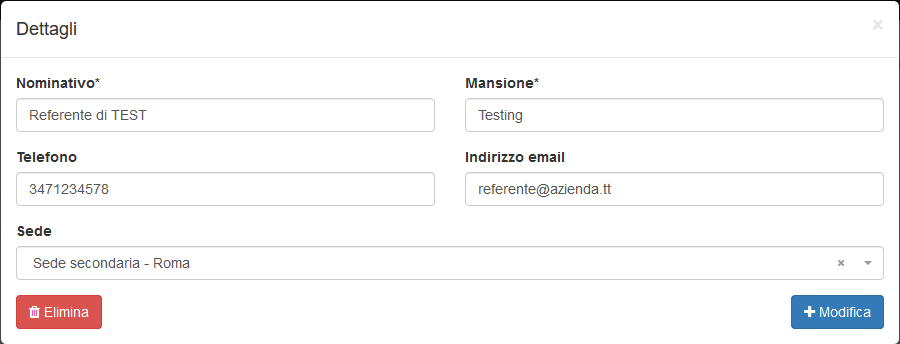 Dettagli
×
Nominativo*
Mansione*
Referente di TEST
Testing
Telefono
Indirizzo email
3471234578
referente@azienda.tt
Sede
Sede secondaria - Roma ×
Elimina
Modifica